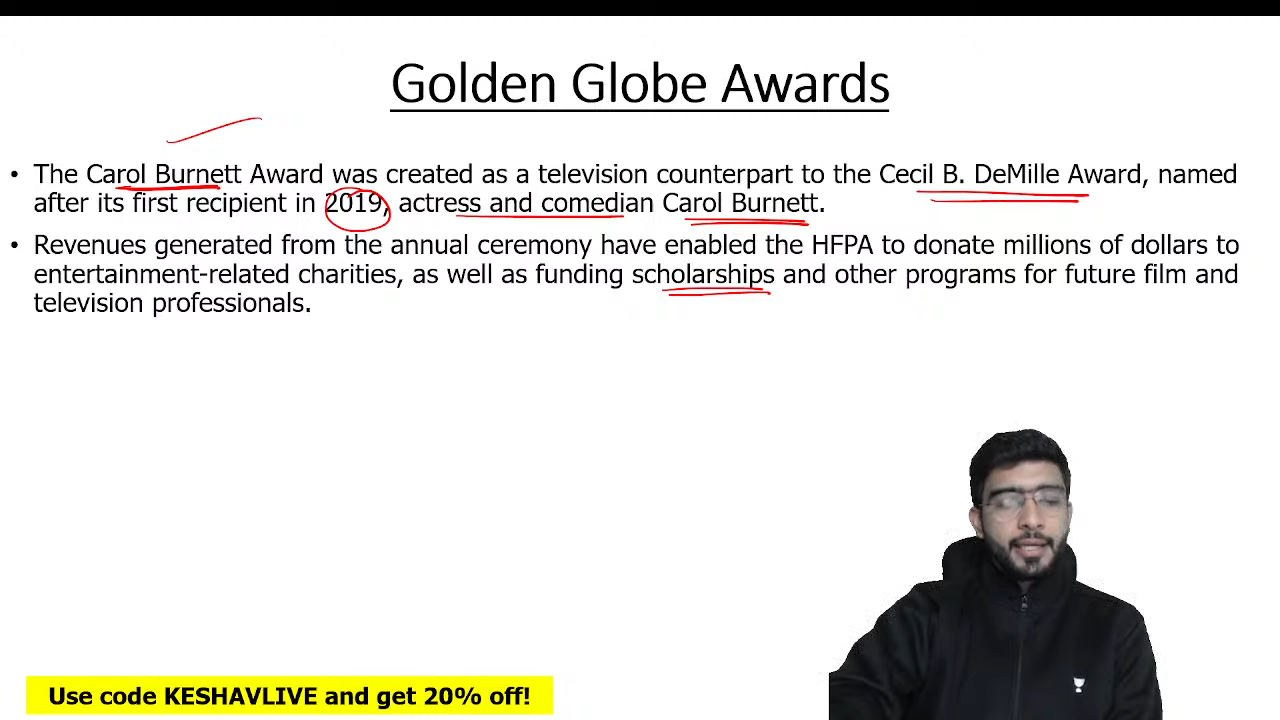 Golden Globe Awards
• The Carol Burnett Award was created as a television counterpart to the Cecil B. DeMille Award, named
after its first recipient in 2019, actress and comedian Carol Burnett.
• Revenues generated from the annual ceremony have enabled the HFPA to donate millions of dollars to
entertainment-related charities, as well as funding scholarships and other programs for future film and
television professionals.
Use code KESHAVLIVE and get 20% off!